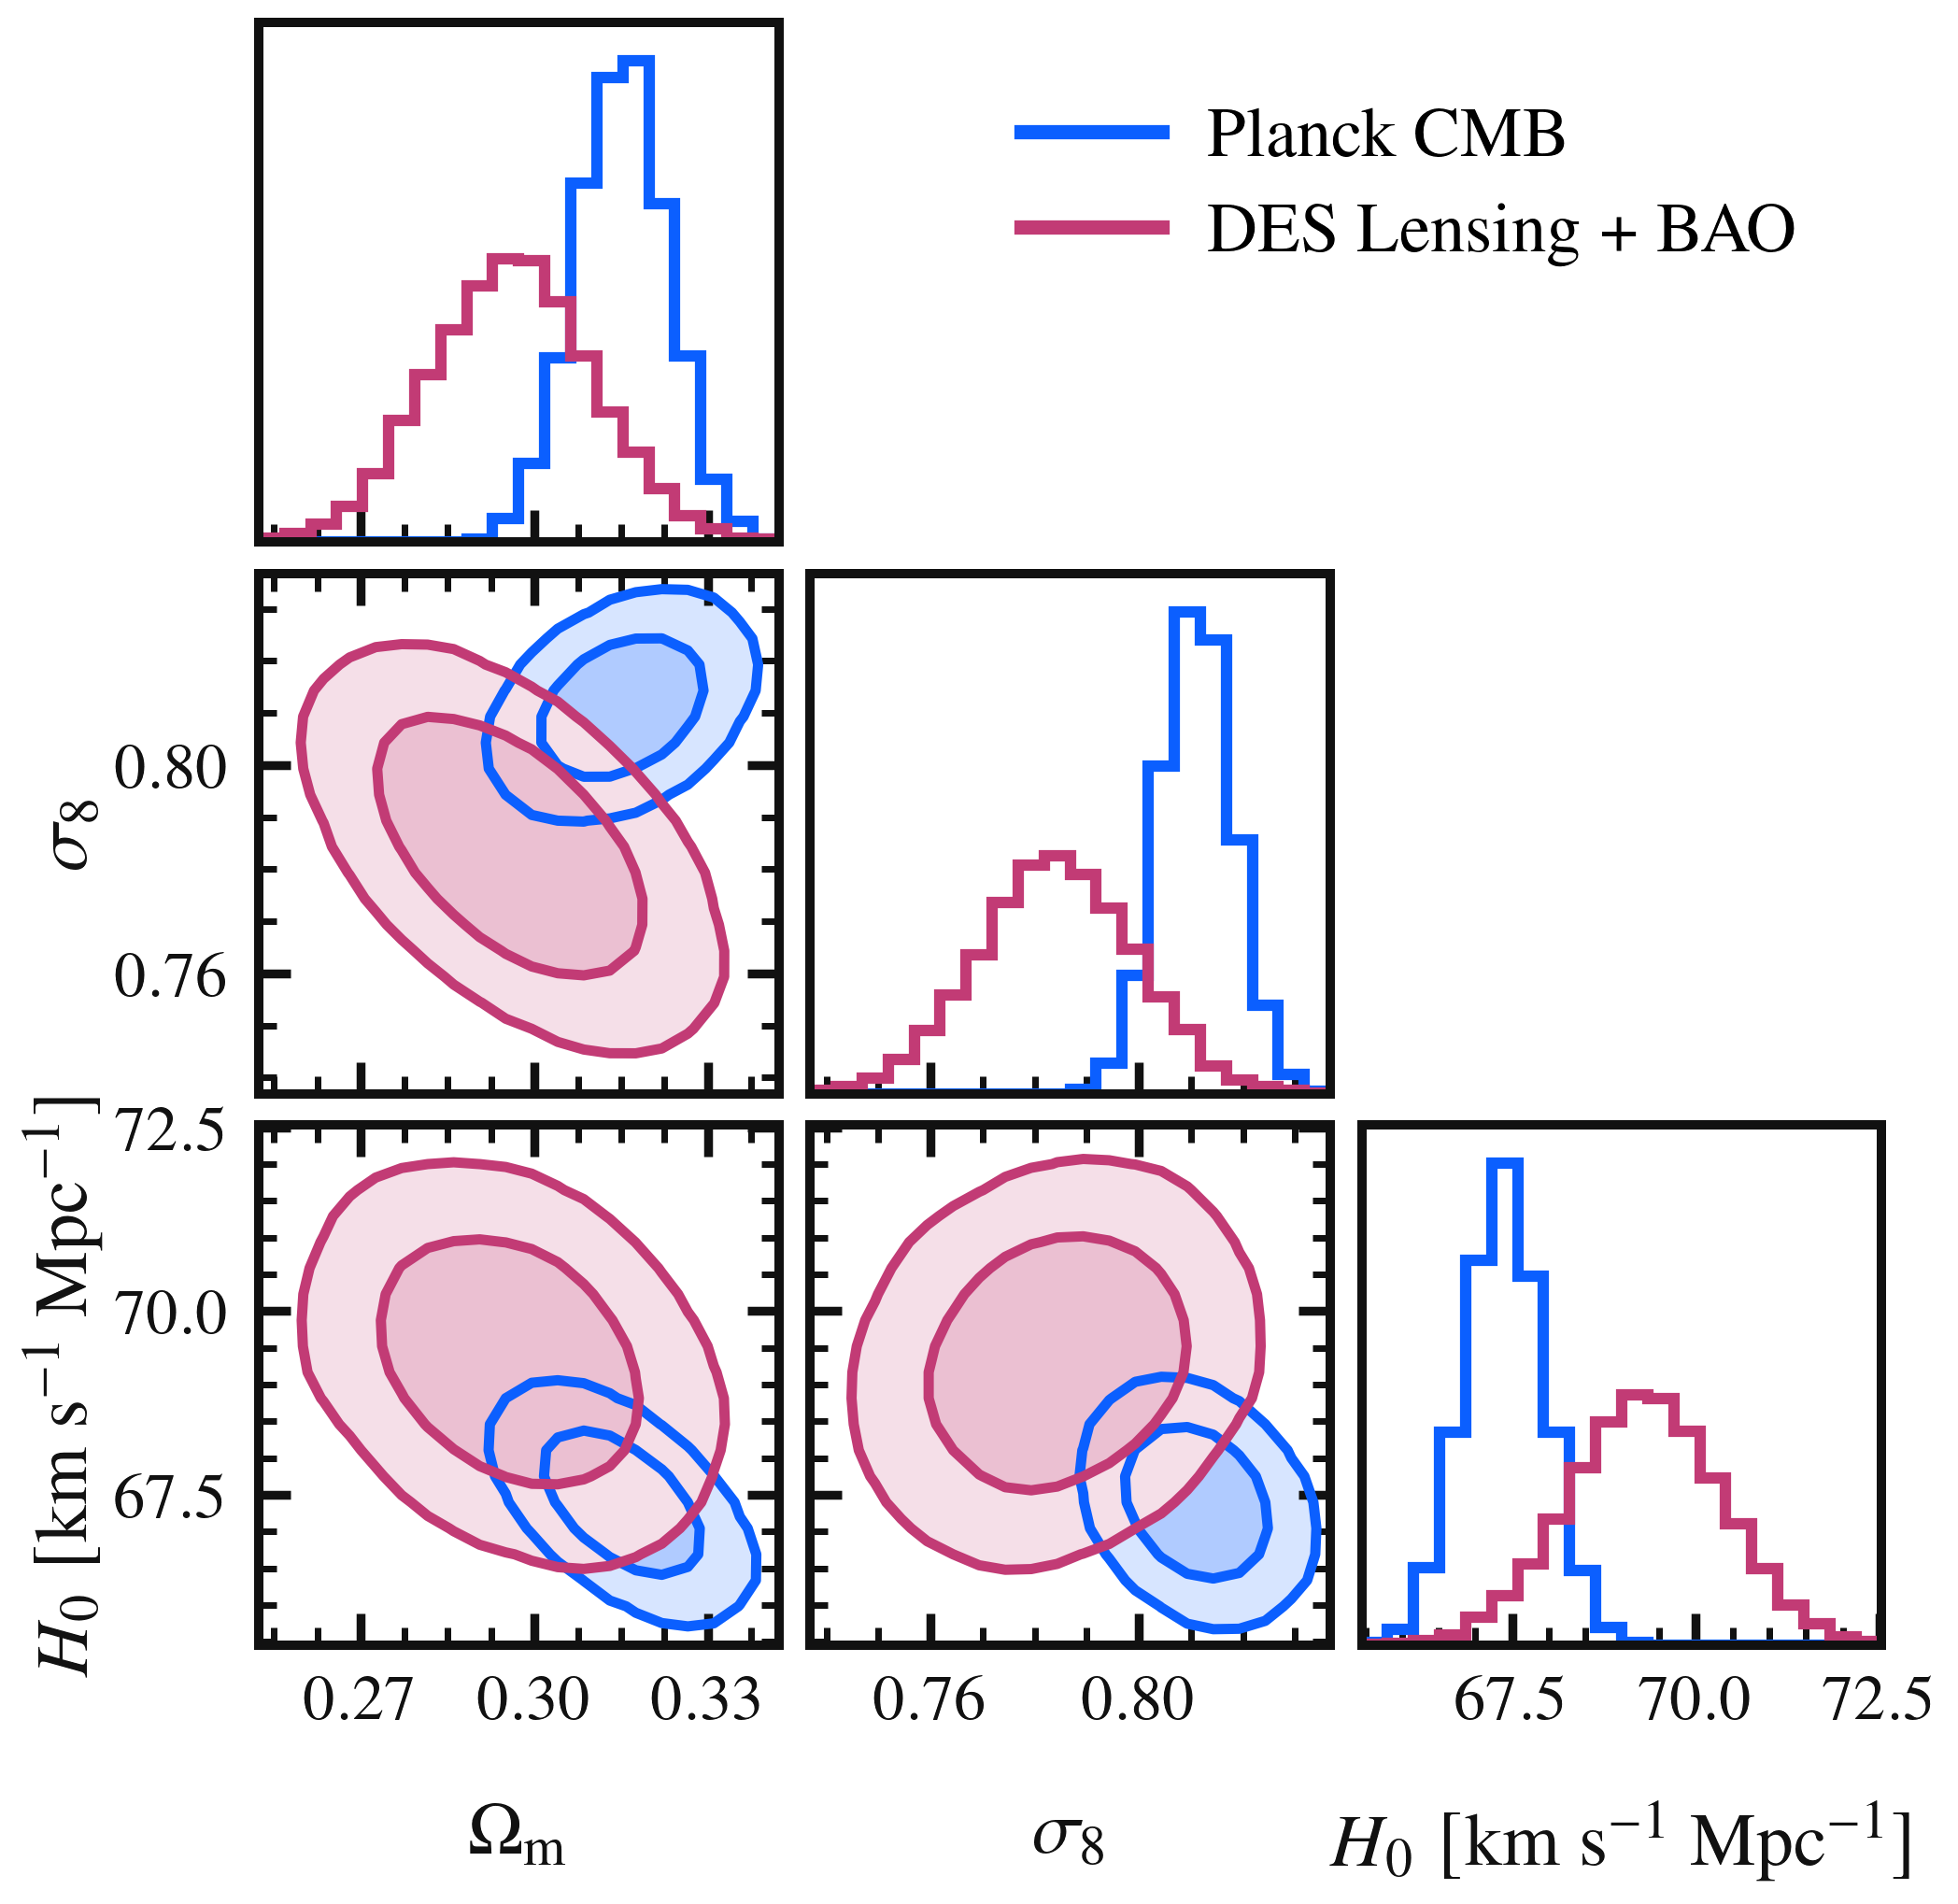 Planck CMB
DES Lensing + BAO
0.80
0.76
σ₈
72.5
70.0
67.5
H₀ [km s⁻¹ Mpc⁻¹]
0.27 0.30 0.33 0.76 0.80 67.5 70.0 72.5
Ωₘ σ₈ H₀ [km s⁻¹ Mpc⁻¹]